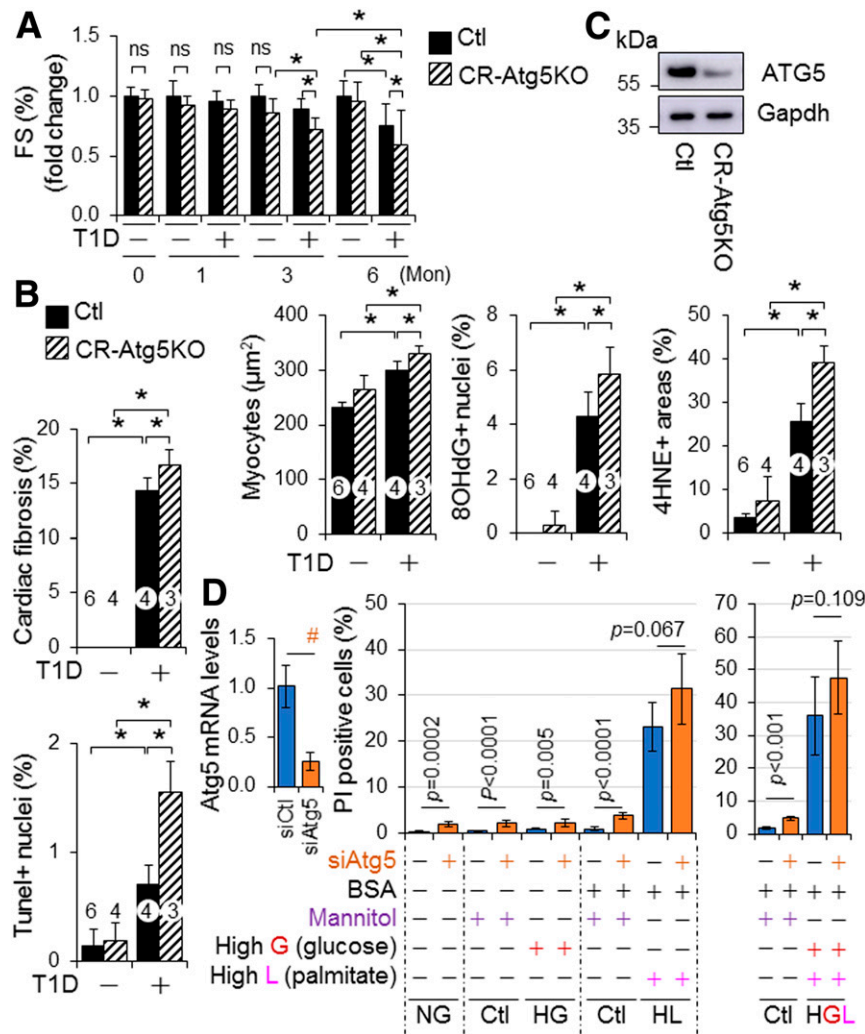 A
Ctl
CR-Atg5KO
FS (%)
(fold change)
1.5
1.0
0.5
0.0
ns ns ns ns * * * * * * *
T1D − − + − + − +
0 1 3 6 (Mon)
C
kDa
55
35
ATG5
Gapdh
Ctl
CR-Atg5KO
B
Ctl
CR-Atg5KO
Cardiac fibrosis (%)
20
15
10
5
0
* * *
6 4 4 3
T1D − +
Myocytes (µm²)
400
300
200
100
0
* * *
6 4 4 3
T1D − +
8OHdG+ nuclei (%)
8
6
4
2
0
* * *
6 4 4 3
− +
4HNE+ areas (%)
50
40
30
20
10
0
* * *
6 4 4 3
− +
Tunel+ nuclei (%)
2
1
0
* * *
6 4 4 3
T1D − +
D
Atg5 mRNA levels
1.5
1.0
0.5
0.0
#
siCtl
siAtg5
PI positive cells (%)
50
40
30
20
10
0
p=0.0002
P<0.0001
p=0.005
p<0.0001
p=0.067
70
60
50
40
30
20
10
0
p<0.001
p=0.109
siAtg5 − + − + − + − + − + − + − +
BSA − − − − − − + + + + + + + +
Mannitol − − + + − − + + − − + + − −
High G (glucose) − − − − + + − − − − − − + +
High L (palmitate) − − − − − − − − + + − − + +
NG Ctl HG Ctl HL Ctl HGL